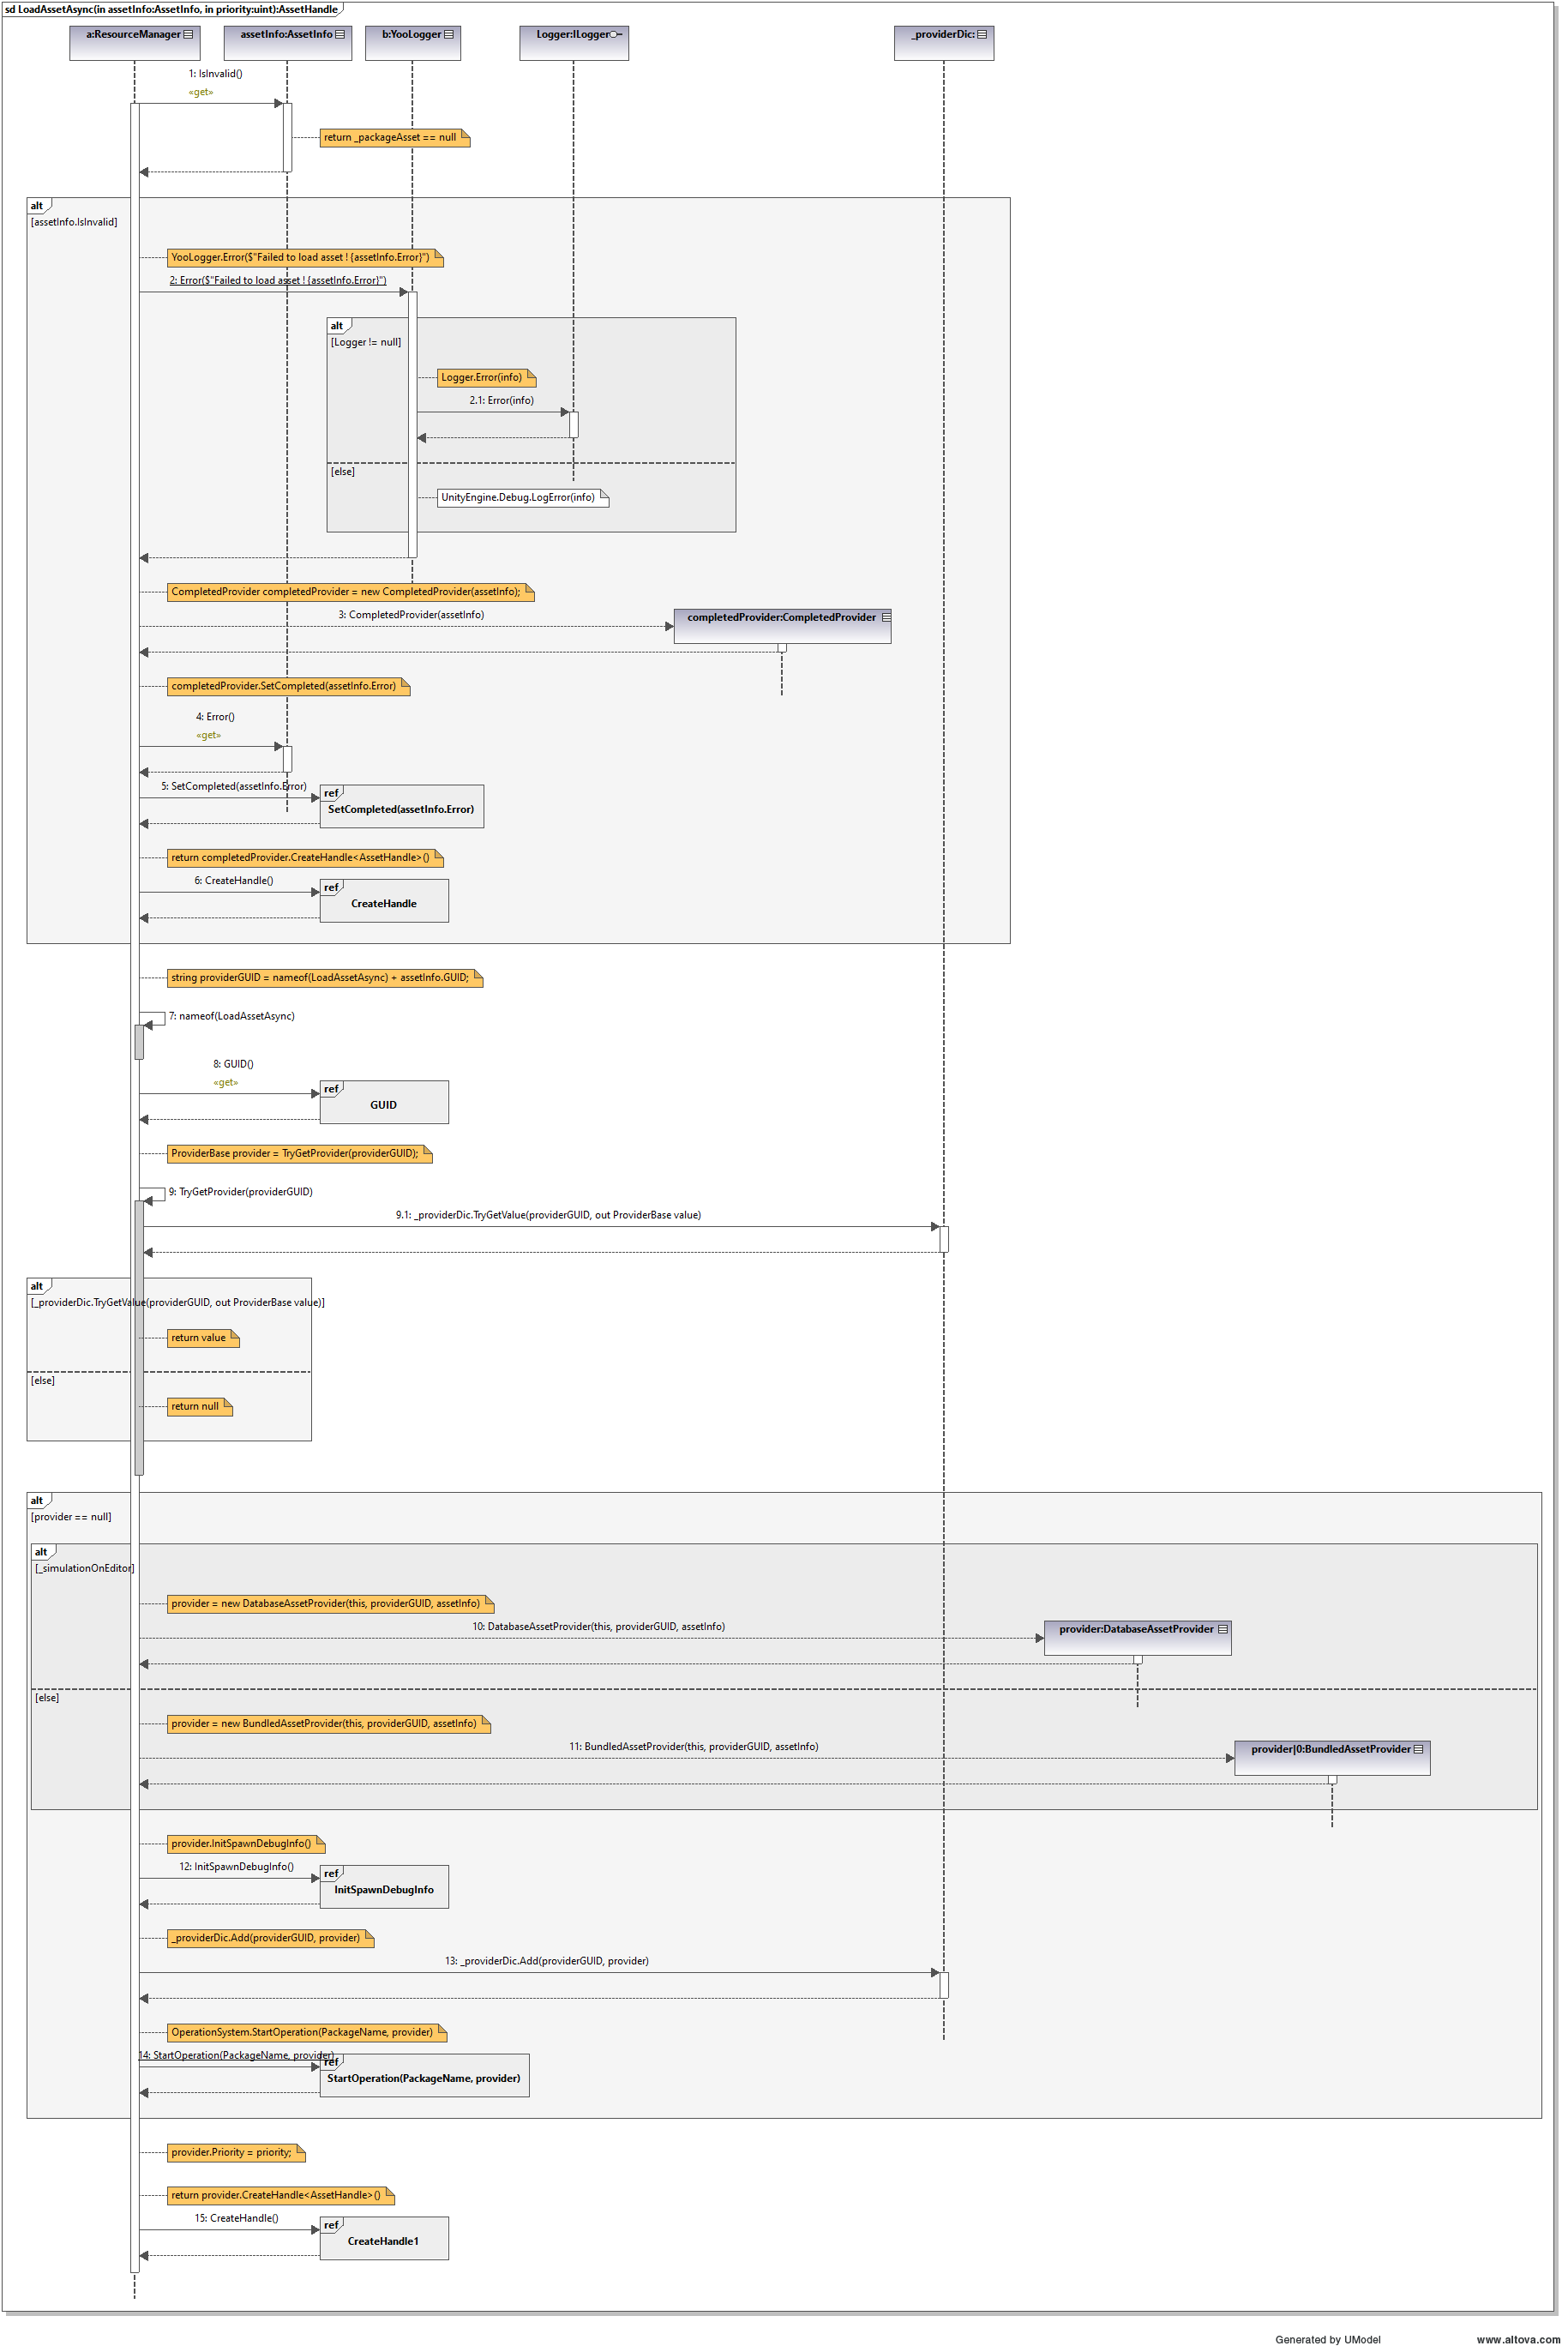 sd LoadAssetAsync(in assetInfo:AssetInfo, in priority:uint):AssetHandle
a:ResourceManager
assetInfo:AssetInfo
b:YooLogger
Logger:ILogger
_providerDic:
1: IsInvalid()
«get»
return _packageAsset == null
alt
[assetInfo.IsInvalid]
YooLogger.Error($"Failed to load asset ! {assetInfo.Error}")
2: Error($"Failed to load asset ! {assetInfo.Error}")
alt
[Logger != null]
Logger.Error(info)
2.1: Error(info)
[else]
UnityEngine.Debug.LogError(info)
CompletedProvider completedProvider = new CompletedProvider(assetInfo);
3: CompletedProvider(assetInfo)
completedProvider:CompletedProvider
completedProvider.SetCompleted(assetInfo.Error)
4: Error()
«get»
5: SetCompleted(assetInfo.Error)
ref
SetCompleted(assetInfo.Error)
return completedProvider.CreateHandle<AssetHandle>()
6: CreateHandle()
ref
CreateHandle
string providerGUID = nameof(LoadAssetAsync) + assetInfo.GUID;
7: nameof(LoadAssetAsync)
8: GUID()
«get»
ref
GUID
ProviderBase provider = TryGetProvider(providerGUID);
9: TryGetProvider(providerGUID)
9.1: _providerDic.TryGetValue(providerGUID, out ProviderBase value)
alt
[_providerDic.TryGetValue(providerGUID, out ProviderBase value)]
return value
[else]
return null
alt
[provider == null]
alt
[_simulationOnEditor]
provider = new DatabaseAssetProvider(this, providerGUID, assetInfo)
10: DatabaseAssetProvider(this, providerGUID, assetInfo)
provider:DatabaseAssetProvider
[else]
provider = new BundledAssetProvider(this, providerGUID, assetInfo)
11: BundledAssetProvider(this, providerGUID, assetInfo)
provider|0:BundledAssetProvider
provider.InitSpawnDebugInfo()
12: InitSpawnDebugInfo()
ref
InitSpawnDebugInfo
_providerDic.Add(providerGUID, provider)
13: _providerDic.Add(providerGUID, provider)
OperationSystem.StartOperation(PackageName, provider)
14: StartOperation(PackageName, provider)
ref
StartOperation(PackageName, provider)
provider.Priority = priority;
return provider.CreateHandle<AssetHandle>()
15: CreateHandle()
ref
CreateHandle1
Generated by UModel
www.altova.com